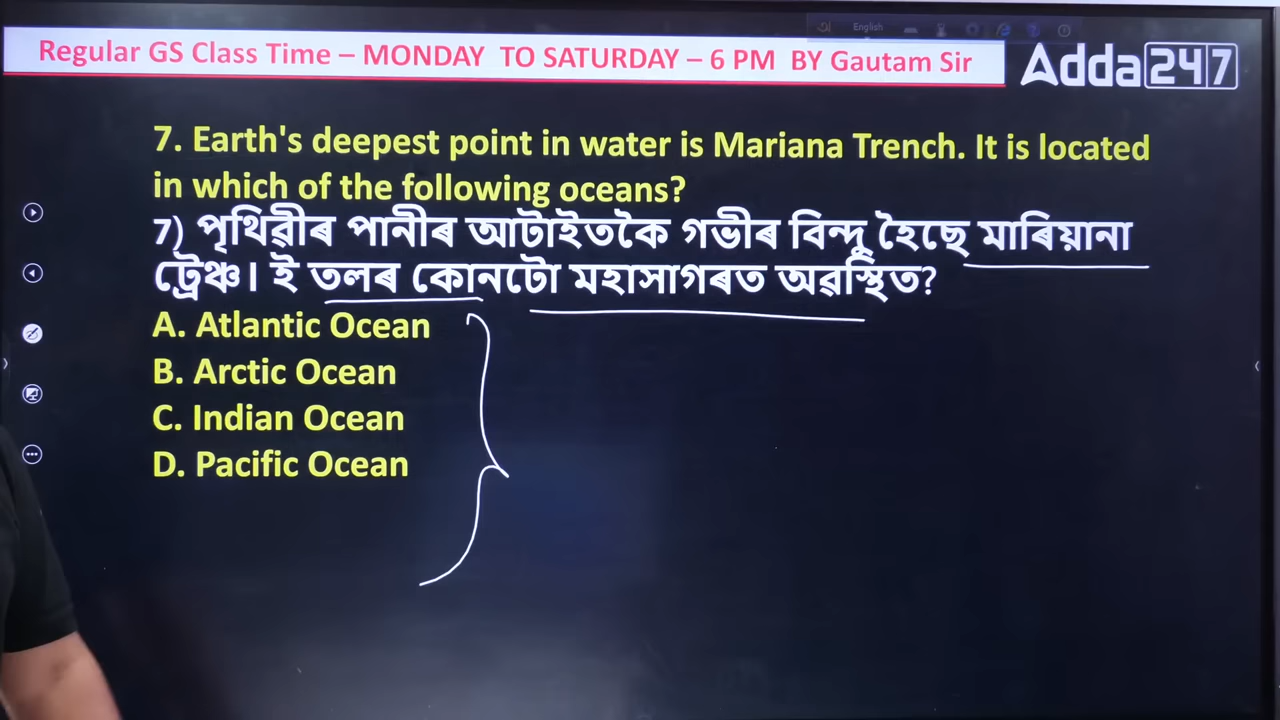 English
Regular GS Class Time – MONDAY TO SATURDAY – 6 PM BY Gautam Sir
Adda247
7. Earth's deepest point in water is Mariana Trench. It is located
in which of the following oceans?
7) পৃথিৱীৰ পানীৰ আটাইতকৈ গভীৰ বিন্দু হৈছে মাৰিয়ানা
ট্ৰেঞ্চ। ই তলৰ কোনটো মহাসাগৰত অৱস্থিত?
A. Atlantic Ocean
B. Arctic Ocean
C. Indian Ocean
D. Pacific Ocean